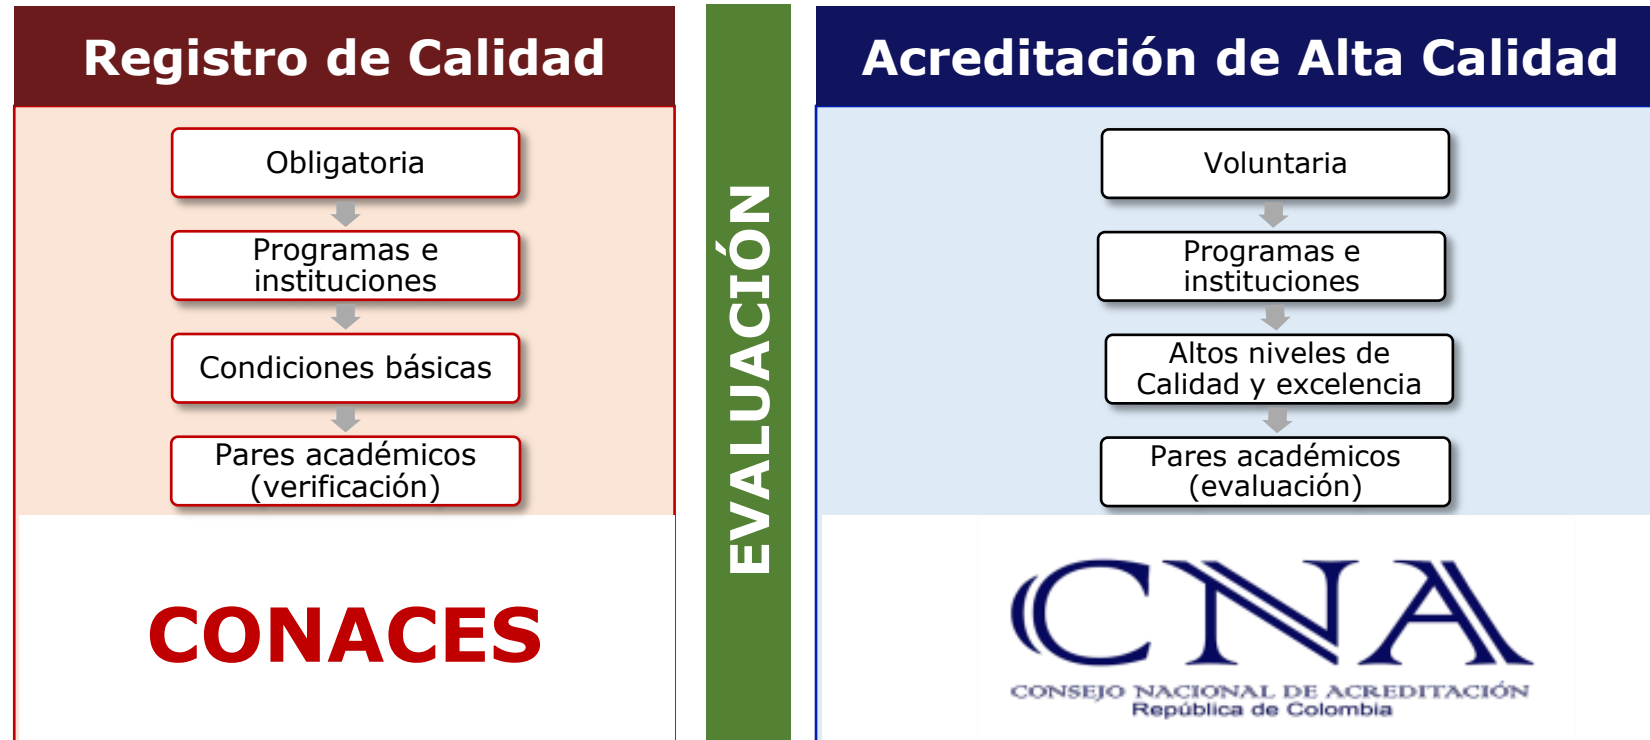 Registro de Calidad
Obligatoria
Programas e
instituciones
Condiciones básicas
Pares académicos
(verificación)
CONACES
EVALUACIÓN
Acreditación de Alta Calidad
Voluntaria
Programas e
instituciones
Altos niveles de
Calidad y excelencia
Pares académicos
(evaluación)
CNA
CONSEJO NACIONAL DE ACREDITACIÓN
República de Colombia